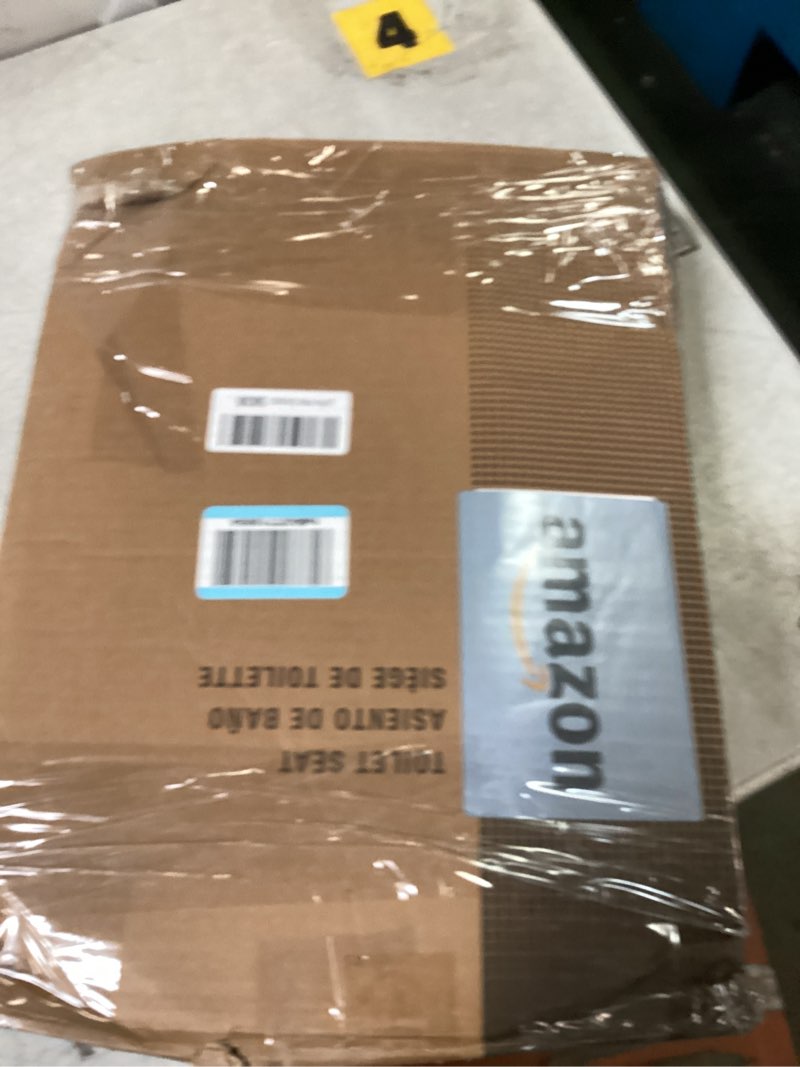 4
TOILET SEAT
ASIENTO DE BAÑO
SIÈGE DE TOILETTE
amazon